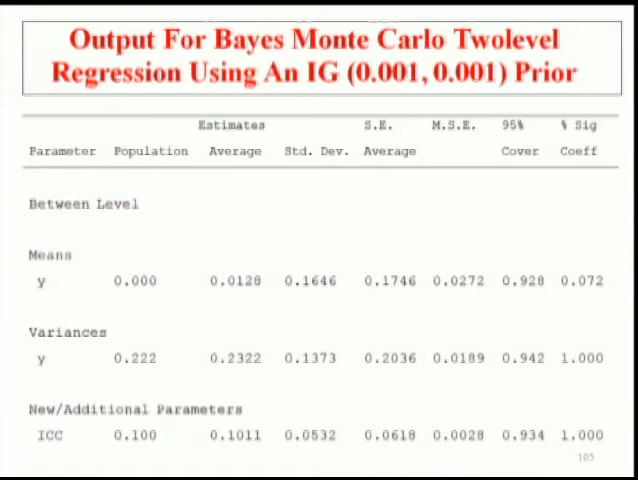 Output For Bayes Monte Carlo Twolevel
Regression Using An IG (0.001, 0.001) Prior
Estimates S.E. M.S.E. 95% % Sig
Parameter Population Average Std. Dev. Average Cover Coeff
Between Level
Means
y 0.000 0.0128 0.1646 0.1746 0.0272 0.928 0.072
Variances
y 0.222 0.2322 0.1373 0.2036 0.0189 0.942 1.000
New/Additional Parameters
ICC 0.100 0.1011 0.0532 0.0618 0.0028 0.934 1.000
105